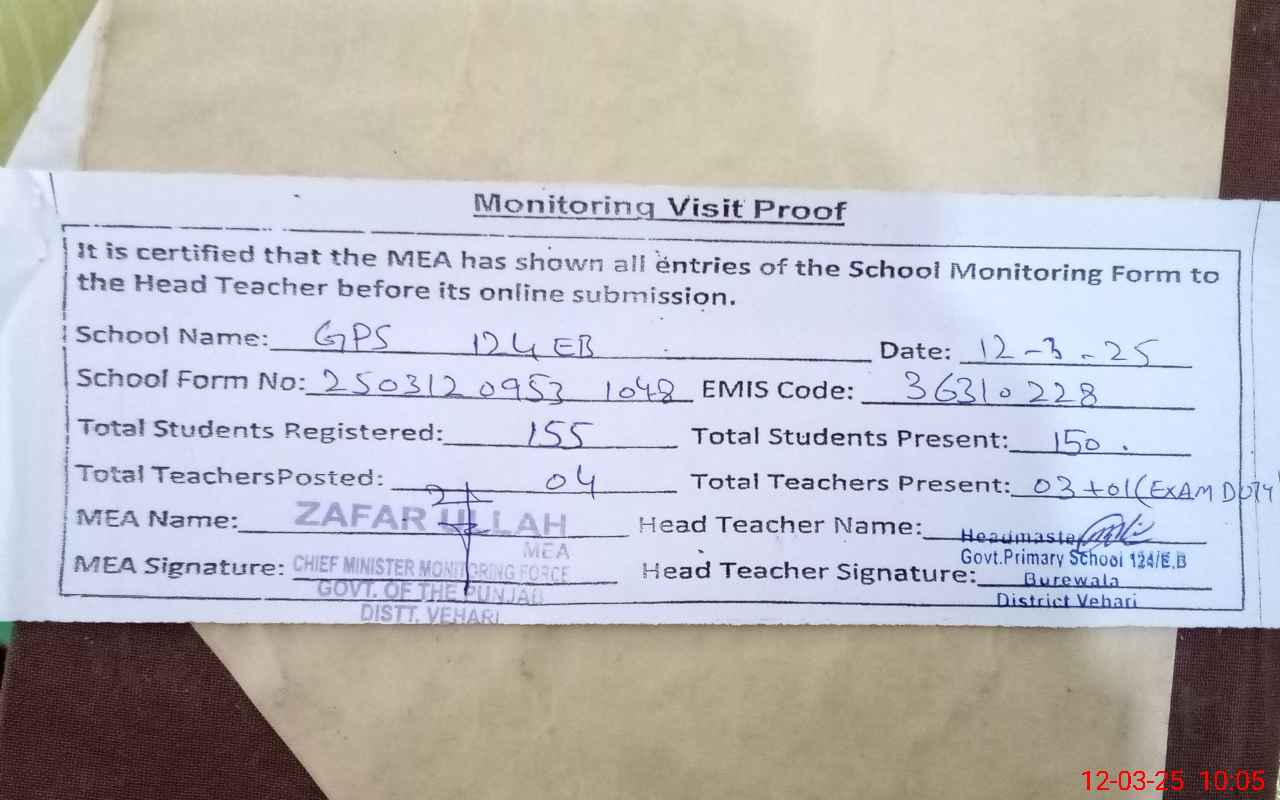 Monitoring Visit Proof
It is certified that the MEA has shown all entries of the School Monitoring Form to
the Head Teacher before its online submission.
School Name: GPS 124 EB Date: 12-3-25
School Form No: 2503120953 1048 EMIS Code: 36310228
Total Students Registered: 155 Total Students Present: 150.
Total TeachersPosted: 04 Total Teachers Present: 03+01(EXAM DUTY
MEA Name: ZAFAR ULLAH Head Teacher Name: Headmaste
MEA
Govt.Primary School 124/E.B
MEA Signature: CHIEF MINISTER MONITORING FORCE Head Teacher Signature: Burewala
GOVT. OF THE PUNJAB District Vehari
DISTT. VEHARI
12-03-25 10:05